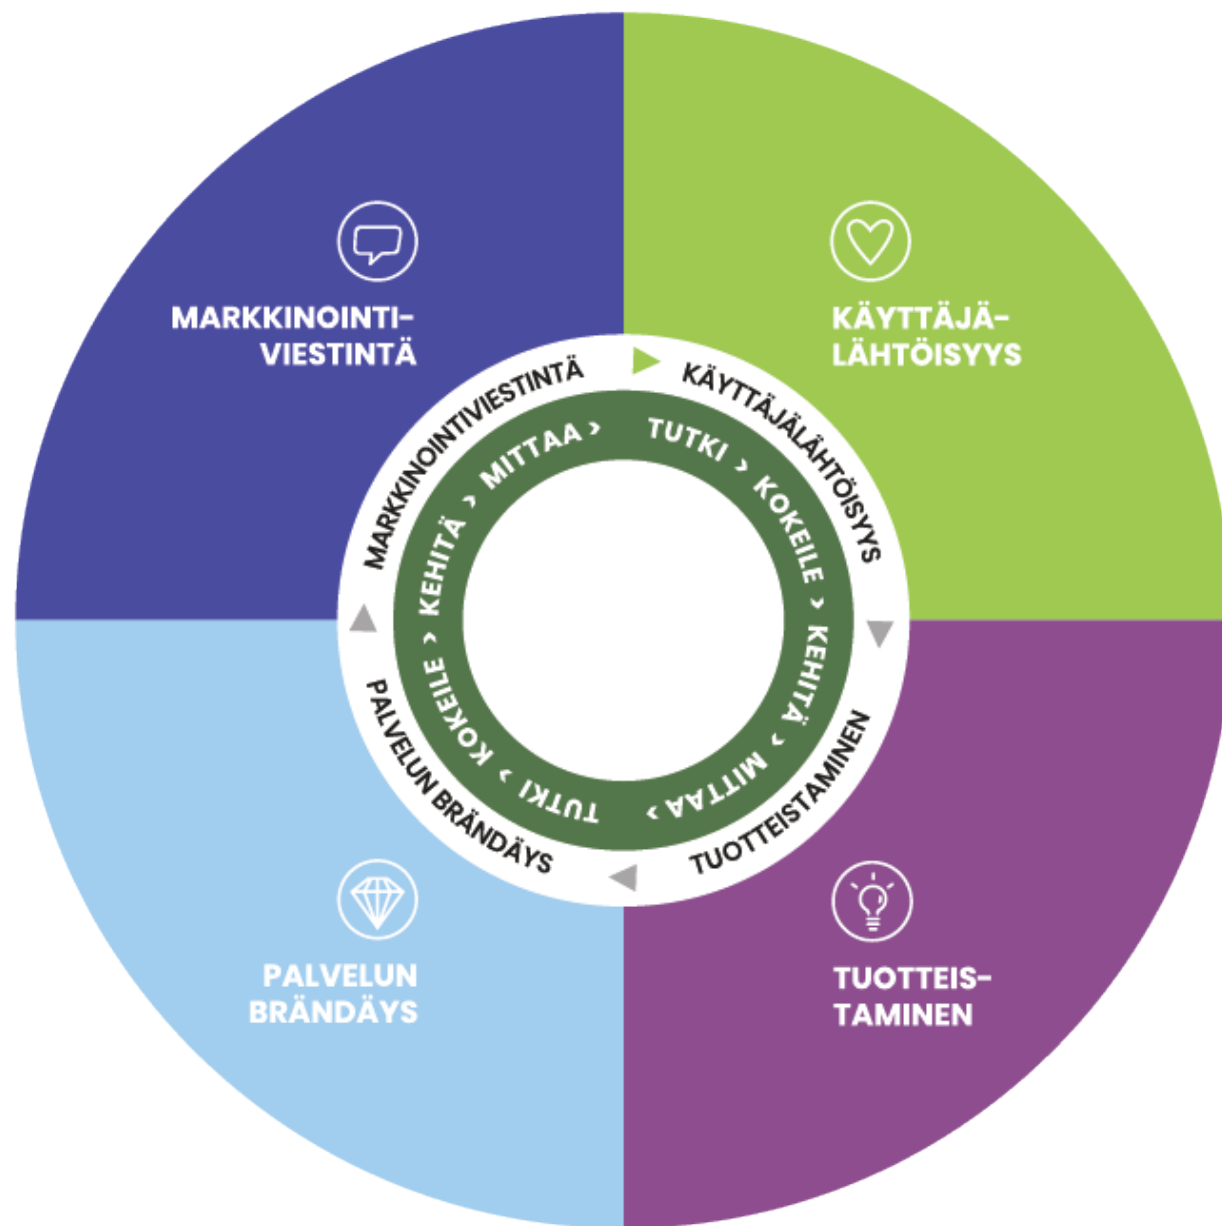 MARKKINOINTI-
VIESTINTÄ
KÄYTTÄJÄ-
LÄHTÖISYYS
TUOTTEIS-
TAMINEN
PALVELUN
BRÄNDÄYS
KÄYTTÄJÄLÄHTÖISYYS
TUOTTEISTAMINEN
PALVELUN BRÄNDÄYS
MARKKINOINTIVIESTINTÄ
TUTKI > KOKEILE > KEHITÄ > MITTAA >
TUTKI > KOKEILE > KEHITÄ > MITTAA >